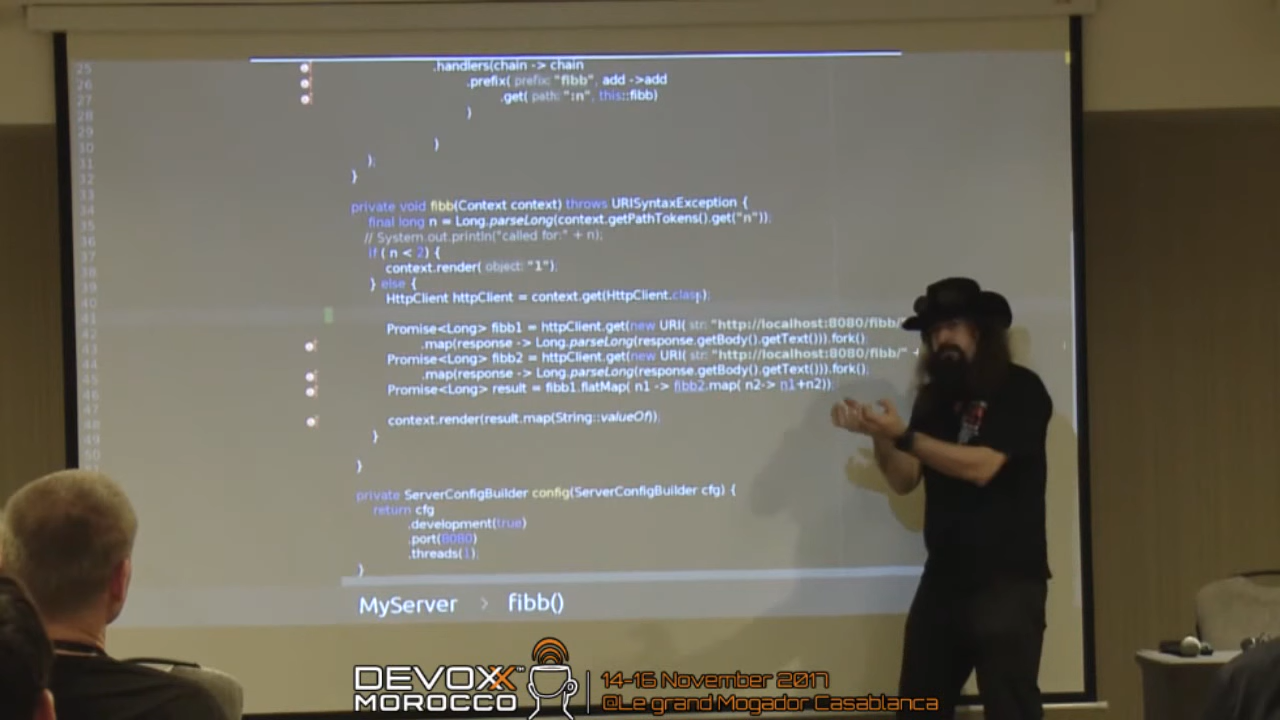 25
26
27
28
29
30
31
32
33
34
35
36
37
38
39
40
41
42
43
44
45
46
47
48
49
50
.handlers(chain -> chain
.prefix( prefix: "fibb", add ->add
.get( path: ":n", this::fibb)
)
)
);
}
private void fibb(Context context) throws URISyntaxException {
final long n = Long.parseLong(context.getPathTokens().get("n"));
// System.out.println("called for:" + n);
if ( n < 2) {
context.render( object: "1");
} else {
HttpClient httpClient = context.get(HttpClient.class);
Promise<Long> fibb1 = httpClient.get(new URI( str: "http://localhost:8080/fibb/"
.map(response -> Long.parseLong(response.getBody().getText())).fork();
Promise<Long> fibb2 = httpClient.get(new URI( str: "http://localhost:8080/fibb/" +
.map(response -> Long.parseLong(response.getBody().getText())).fork();
Promise<Long> result = fibb1.flatMap( n1 -> fibb2.map( n2-> n1+n2));
context.render(result.map(String::valueOf));
}
}
private ServerConfigBuilder config(ServerConfigBuilder cfg) {
return cfg
.development(true)
.port(8080)
.threads(1);
}
MyServer > fibb()
DEVOXX™
MOROCCO
14-16 November 2017
@Le grand Mogador Casablanca